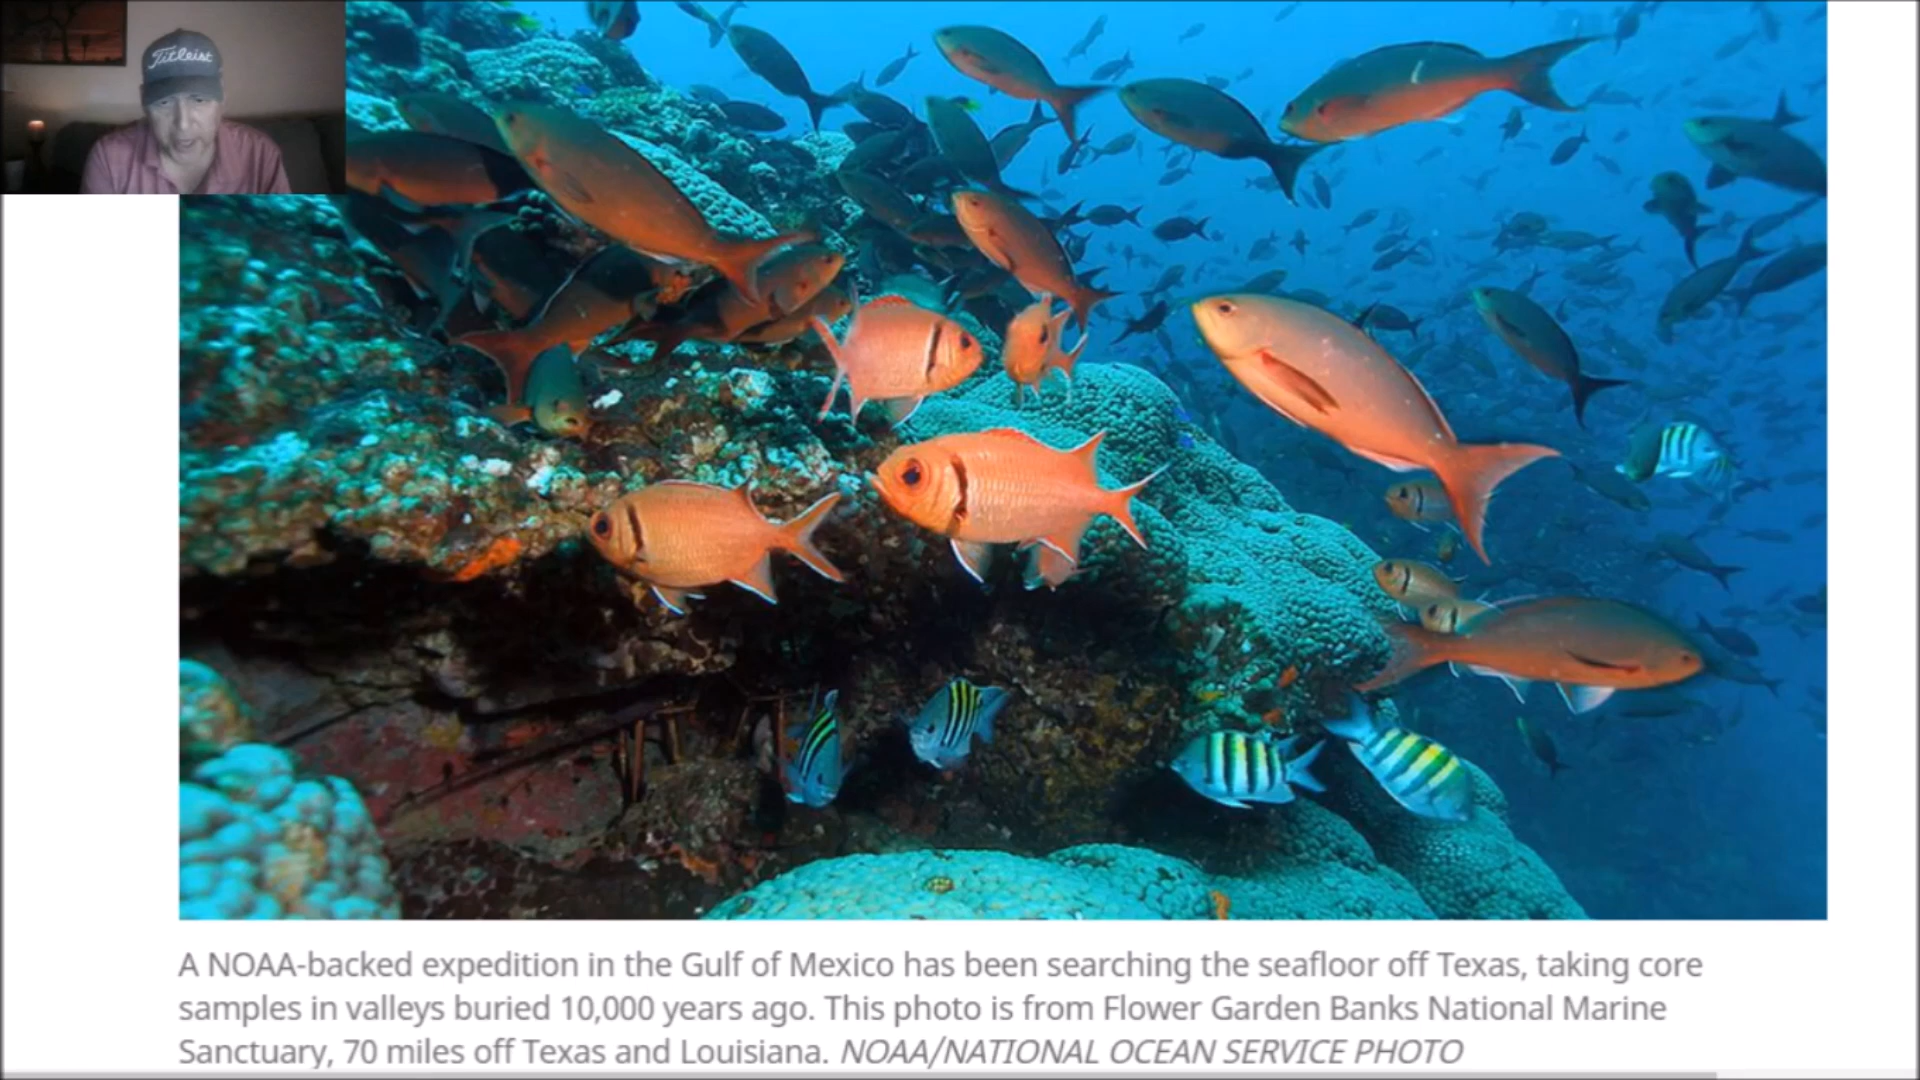 Titleist
A NOAA-backed expedition in the Gulf of Mexico has been searching the seafloor off Texas, taking core
samples in valleys buried 10,000 years ago. This photo is from Flower Garden Banks National Marine
Sanctuary, 70 miles off Texas and Louisiana. NOAA/NATIONAL OCEAN SERVICE PHOTO